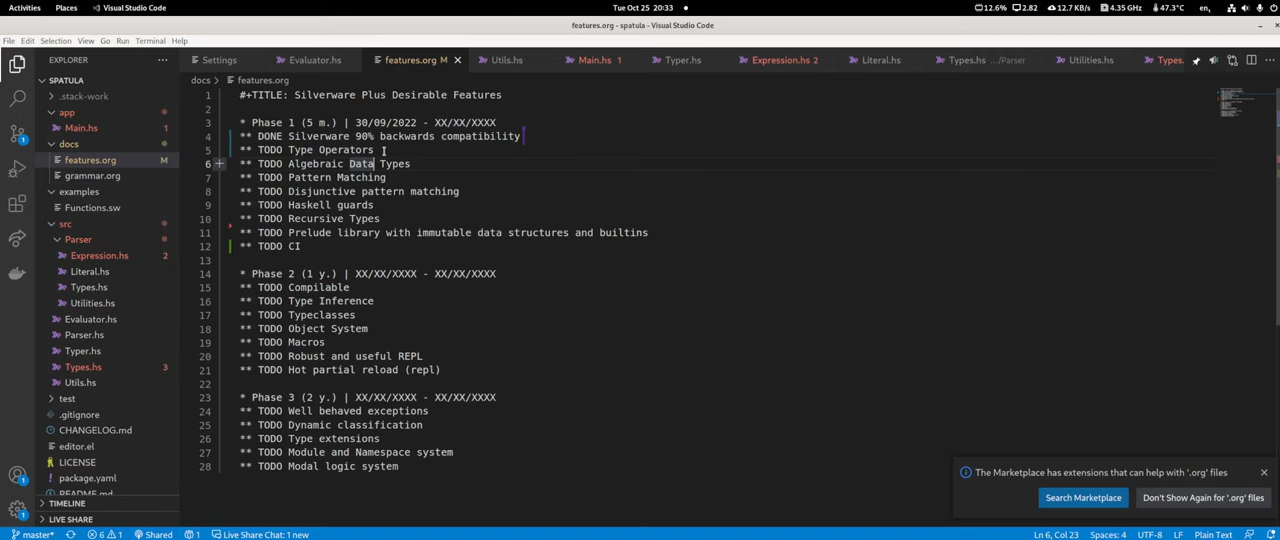 Activities Places Visual Studio Code Tue Oct 25 20:33 12.6% 2.82 12.7 KB/s 4.35 GHz 47.3°C en,
features.org - spatula - Visual Studio Code
File Edit Selection View Go Run Terminal Help
EXPLORER Settings Evaluator.hs features.org M Utils.hs Main.hs 1 Typer.hs Expression.hs 2 Literal.hs Types.hs .../Parser Utilities.hs Types.
SPATULA
docs > features.org
.stack-work
app
Main.hs 1
docs
features.org M
grammar.org
examples
Functions.sw
src
Parser
Expression.hs 2
Literal.hs
Types.hs
Utilities.hs
Evaluator.hs
Parser.hs
Typer.hs
Types.hs 3
Utils.hs
test
.gitignore
CHANGELOG.md
editor.el
LICENSE
package.yaml
README.md
TIMELINE
LIVE SHARE
1 #+TITLE: Silverware Plus Desirable Features
2
3 * Phase 1 (5 m.) | 30/09/2022 - XX/XX/XXXX
4 ** DONE Silverware 90% backwards compatibility
5 ** TODO Type Operators
6 ** TODO Algebraic Data Types
7 ** TODO Pattern Matching
8 ** TODO Disjunctive pattern matching
9 ** TODO Haskell guards
10 ** TODO Recursive Types
11 ** TODO Prelude library with immutable data structures and builtins
12 ** TODO CI
13
14 * Phase 2 (1 y.) | XX/XX/XXXX - XX/XX/XXXX
15 ** TODO Compilable
16 ** TODO Type Inference
17 ** TODO Typeclasses
18 ** TODO Object System
19 ** TODO Macros
20 ** TODO Robust and useful REPL
21 ** TODO Hot partial reload (repl)
22
23 * Phase 3 (2 y.) | XX/XX/XXXX - XX/XX/XXXX
24 ** TODO Well behaved exceptions
25 ** TODO Dynamic classification
26 ** TODO Type extensions
27 ** TODO Module and Namespace system
28 ** TODO Modal logic system
The Marketplace has extensions that can help with '.org' files
Search Marketplace Don't Show Again for '.org' files
master* 6 1 Shared 1 Live Share Chat: 1 new Ln 6, Col 23 Spaces: 4 UTF-8 LF Plain Text